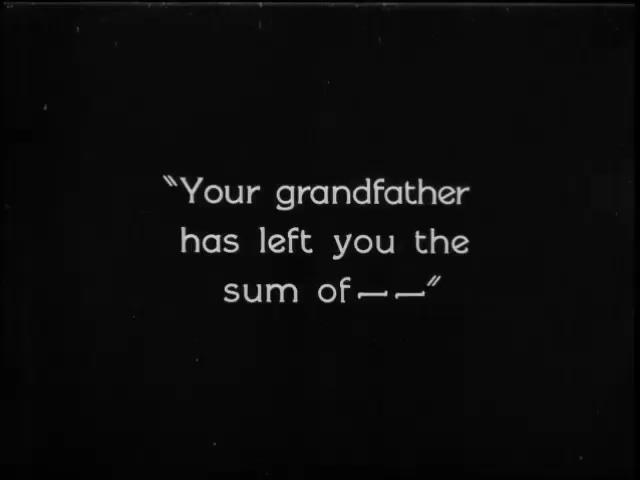 "Your grandfather
has left you the
sum of — —"